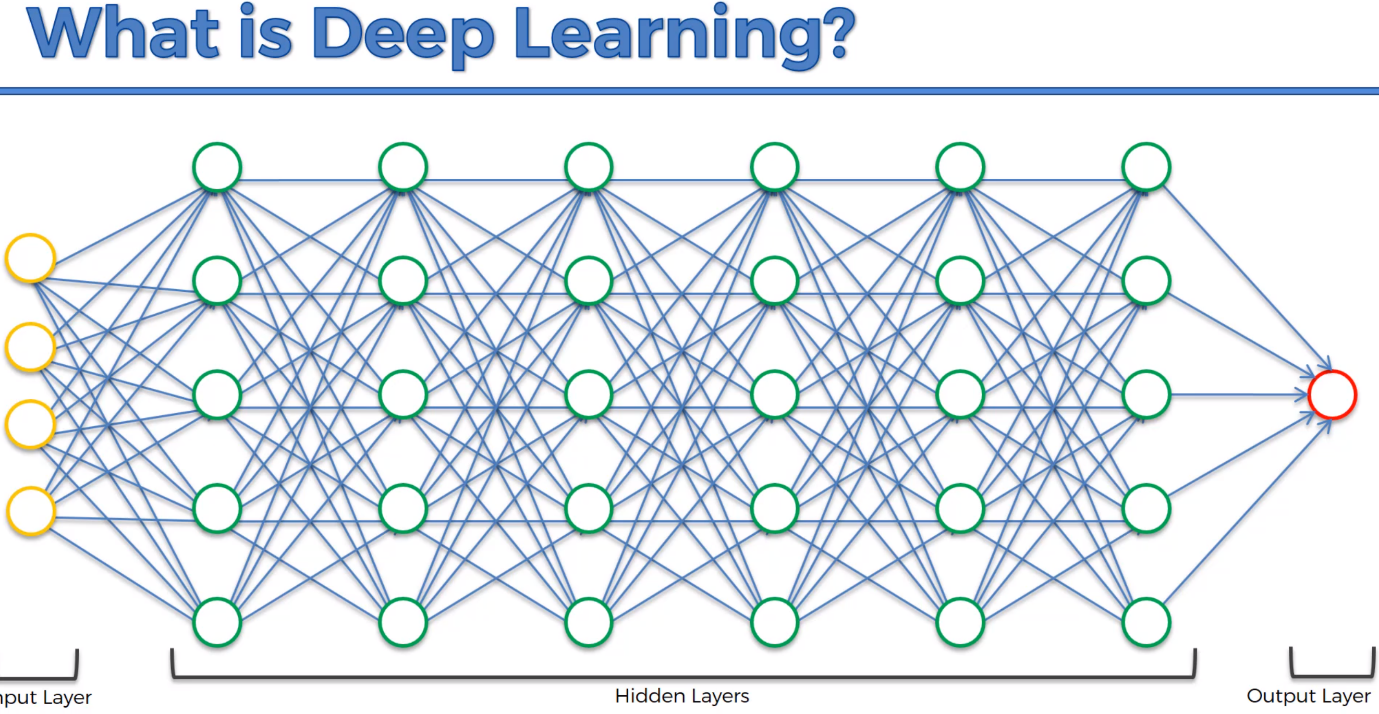 What is Deep Learning?
nput Layer
Hidden Layers
Output Layer